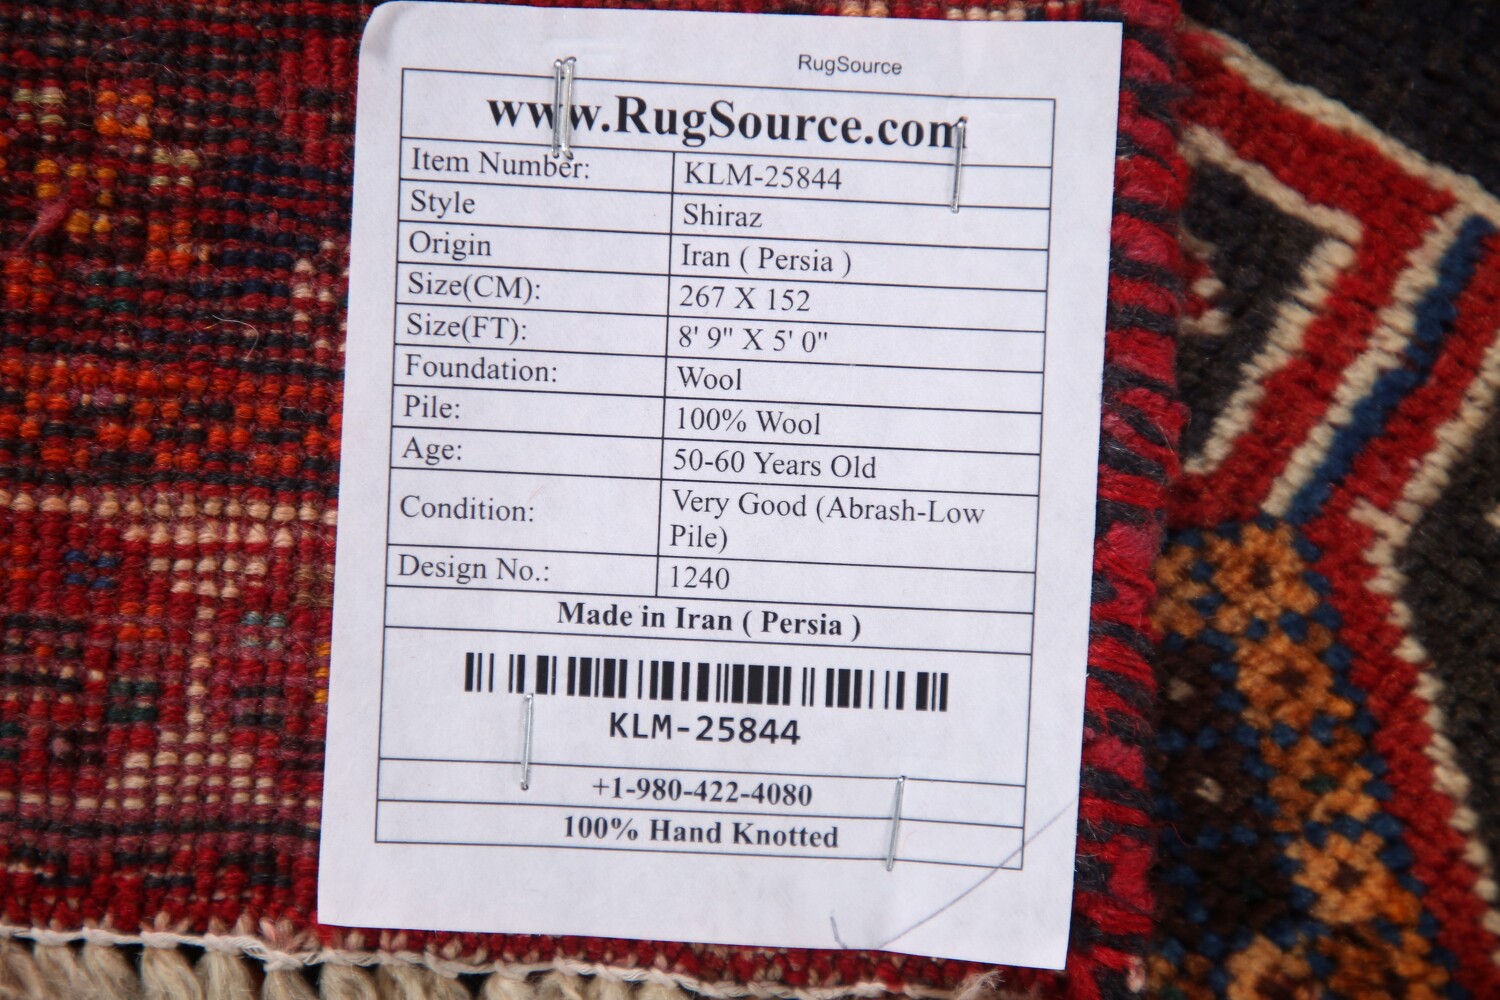 RugSource
www.RugSource.com
Item Number: KLM-25844
Style Shiraz
Origin Iran ( Persia )
Size(CM): 267 X 152
Size(FT): 8' 9" X 5' 0"
Foundation: Wool
Pile: 100% Wool
Age: 50-60 Years Old
Condition: Very Good (Abrash-Low
Pile)
Design No.: 1240
Made in Iran ( Persia )
KLM-25844
+1-980-422-4080
100% Hand Knotted